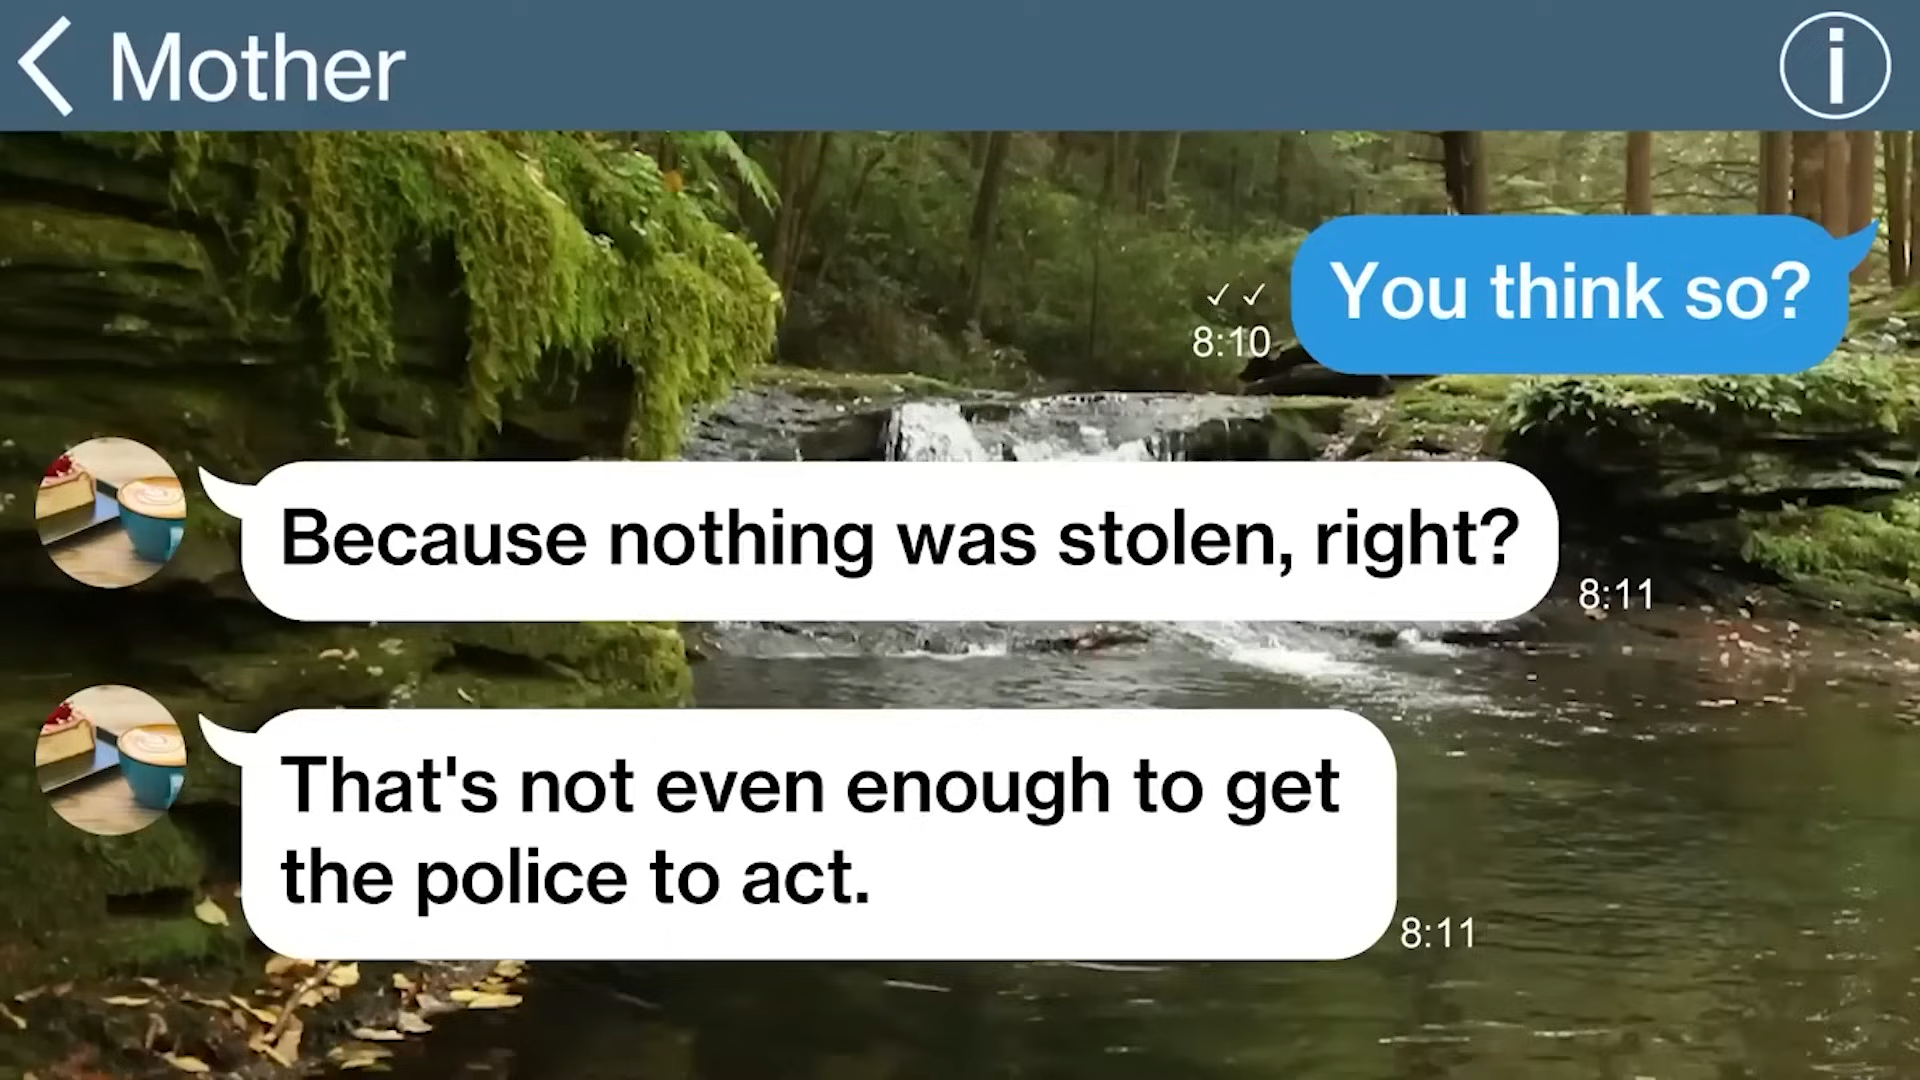 Mother
You think so?
✓✓
8:10
Because nothing was stolen, right?
8:11
That's not even enough to get
the police to act.
8:11